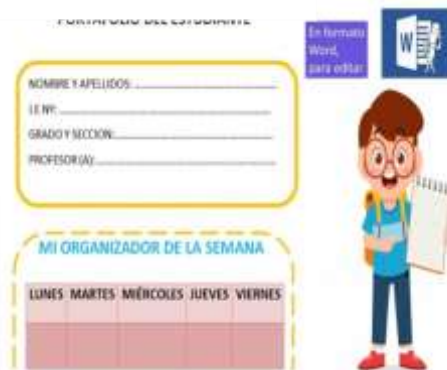 PORTAFOLIO DEL ESTUDIANTE
En formato
Word,
para editar
W
NOMBRE Y APELLIDOS:
I.E Nº:
GRADO Y SECCION:
PROFESOR(A):
MI ORGANIZADOR DE LA SEMANA
LUNES MARTES MIÉRCOLES JUEVES VIERNES